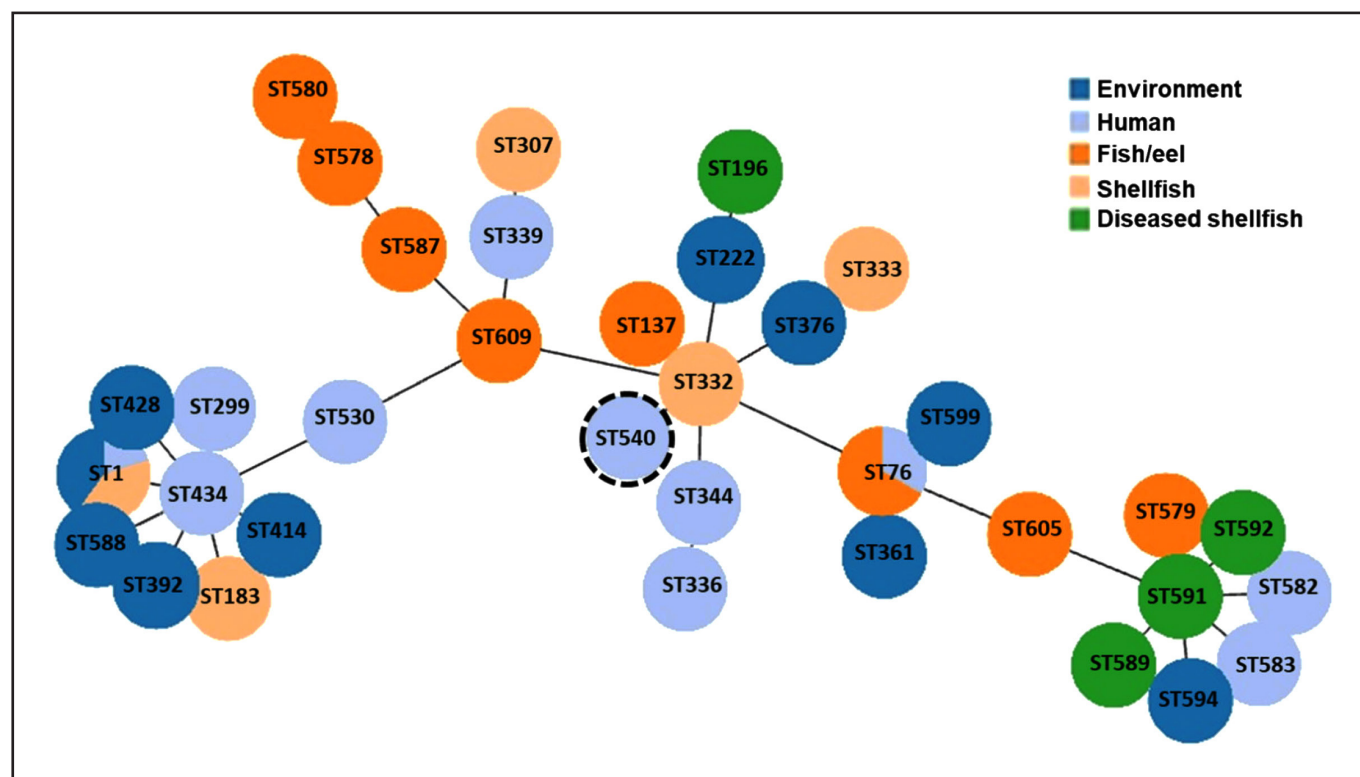 ST580
ST578
ST307
ST196
ST587
ST339
ST222
ST333
ST609
ST137
ST376
ST332
ST428
ST299
ST530
ST540
ST599
ST1
ST434
ST76
ST344
ST588
ST414
ST392
ST183
ST336
ST361
ST605
ST579
ST592
ST591
ST582
ST589
ST583
ST594
Environment
Human
Fish/eel
Shellfish
Diseased shellfish